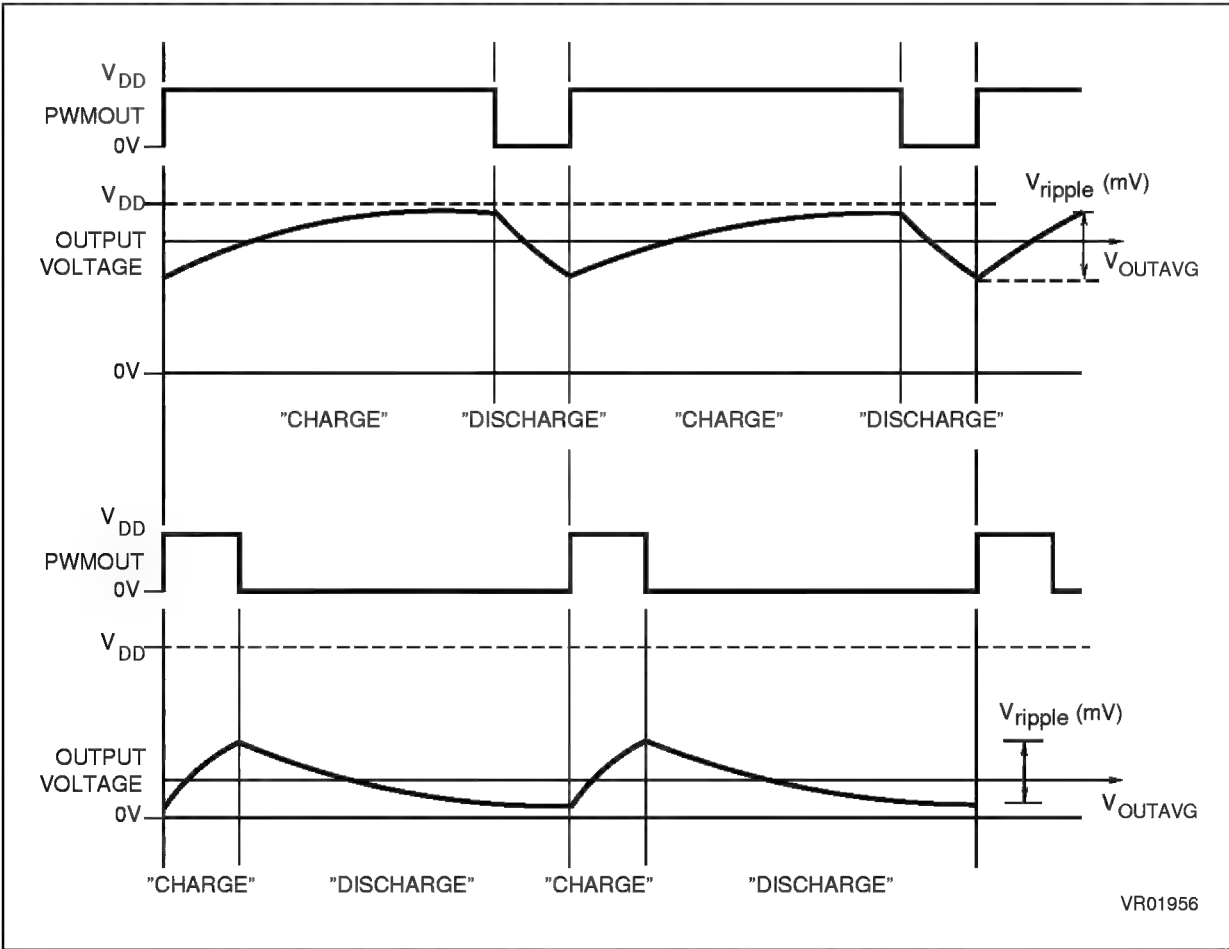 VDD
PWMOUT
0V
VDD
Vripple (mV)
OUTPUT
VOLTAGE
VOUTAVG
0V
"CHARGE" "DISCHARGE" "CHARGE" "DISCHARGE"
VDD
PWMOUT
0V
VDD
Vripple (mV)
OUTPUT
VOLTAGE
VOUTAVG
0V
"CHARGE" "DISCHARGE" "CHARGE" "DISCHARGE"
VR01956